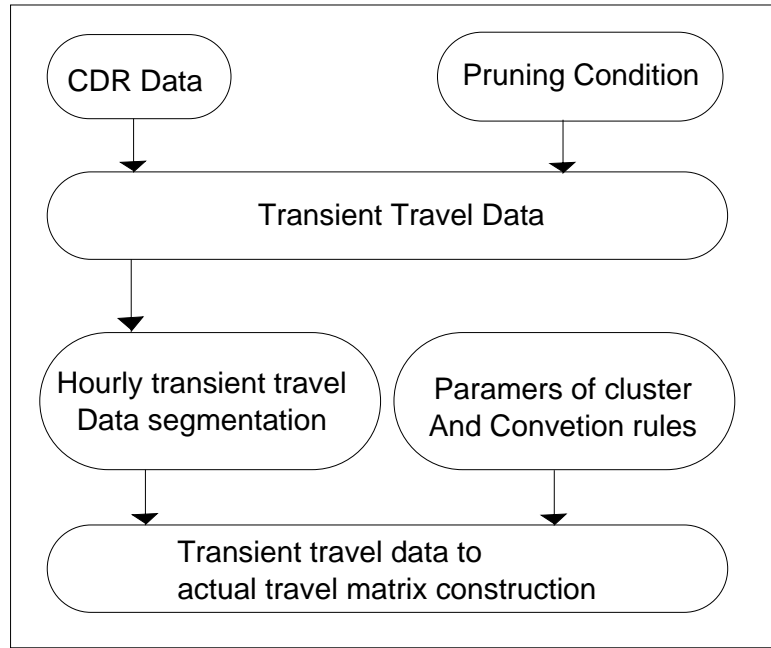 CDR Data
Pruning Condition
Transient Travel Data
Hourly transient travel
Data segmentation
Paramers of cluster
And Convetion rules
Transient travel data to
actual travel matrix construction